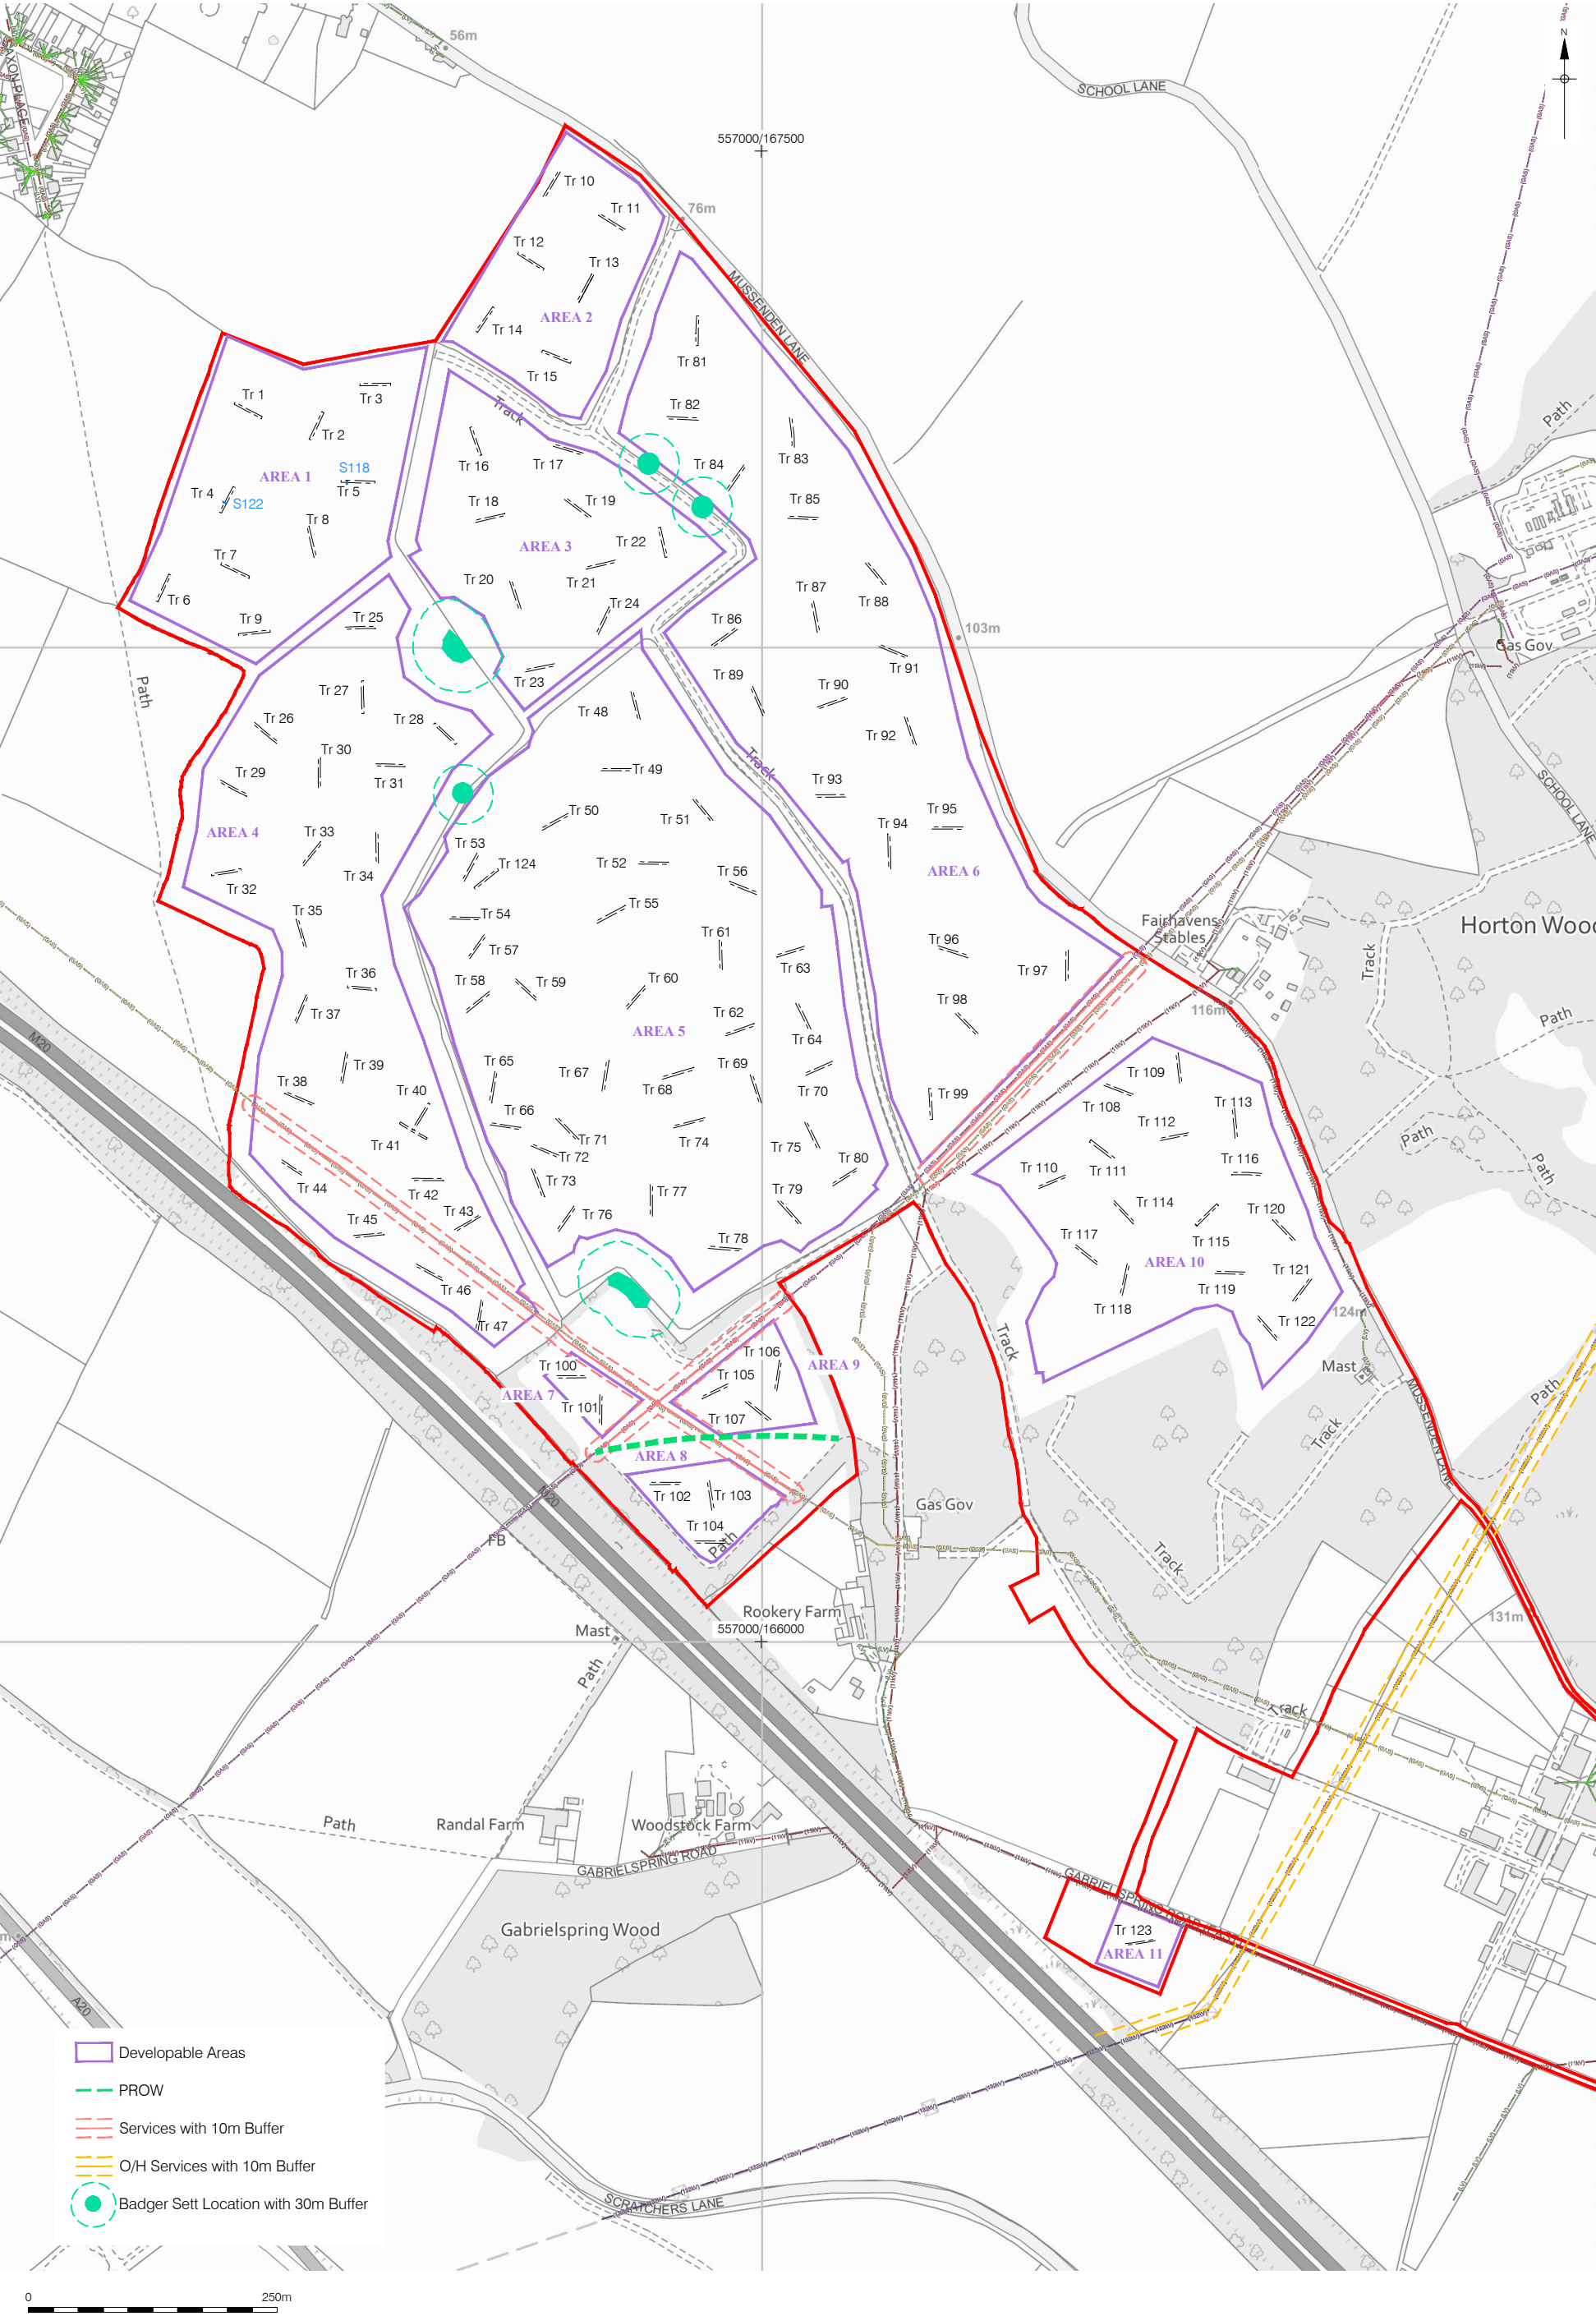 56m
N
SAXON PLACE
SCHOOL LANE
557000/167500
Tr 10
Tr 11
76m
Tr 12
Tr 13
MUSSENDEN LANE
AREA 2
Tr 14
Tr 81
Tr 15
Tr 1
Tr 3
Track
Tr 82
Path
Tr 2
Tr 16
Tr 17
Tr 84
Tr 83
S118
AREA 1
Tr 4
Tr 5
S122
Tr 18
Tr 19
Tr 85
Tr 8
Tr 22
AREA 3
Tr 7
Tr 20
Tr 21
Tr 87
Tr 88
Tr 6
Tr 24
Tr 9
Tr 25
Tr 86
103m
Gas Gov
Tr 91
Path
Tr 23
Tr 89
Tr 27
Tr 90
Tr 26
Tr 28
Tr 48
Tr 92
Tr 30
Track
Tr 29
Tr 31
Tr 49
Tr 93
SCHOOL LANE
Tr 50
Tr 51
Tr 95
AREA 4
Tr 33
Tr 94
Tr 53
Tr 124
Tr 52
Tr 56
AREA 6
Tr 34
Tr 32
Tr 35
Tr 54
Tr 55
Fairhavens
Stables
Horton Wood
Tr 61
Tr 96
Tr 57
Tr 63
Tr 97
Track
Tr 36
Tr 58
Tr 59
Tr 60
Tr 98
116m
Path
Tr 37
Tr 62
AREA 5
Tr 64
M20
Tr 39
Tr 65
Tr 67
Tr 69
Tr 109
Tr 38
Tr 40
Tr 68
Tr 70
Tr 99
Tr 108
Tr 113
Tr 66
Tr 112
Path
Tr 41
Tr 71
Tr 74
Tr 75
Tr 72
Tr 80
Tr 110
Tr 111
Tr 116
Path
Tr 44
Tr 42
Tr 73
Tr 77
Tr 79
Tr 43
Tr 76
Tr 114
Tr 120
Tr 45
Tr 78
Tr 117
Tr 115
AREA 10
Tr 46
Tr 121
Tr 119
Tr 118
124m
Tr 47
Tr 122
Track
Tr 106
AREA 9
Tr 100
Mast
Tr 105
AREA 7
Path
Tr 101
Tr 107
MUSSENDEN LANE
AREA 8
Track
M20
Tr 102
Tr 103
Gas Gov
Tr 104
Path
FB
Track
Rookery Farm
131m
Mast
557000/166000
Path
Track
Path
Randal Farm
Woodstock Farm
GABRIELSPRING ROAD
GABRIELSPRING ROAD (EAST)
Gabrielspring Wood
Tr 123
AREA 11
A20
Developable Areas
PROW
Services with 10m Buffer
O/H Services with 10m Buffer
Badger Sett Location with 30m Buffer
SCRATCHERS LANE
0
250m